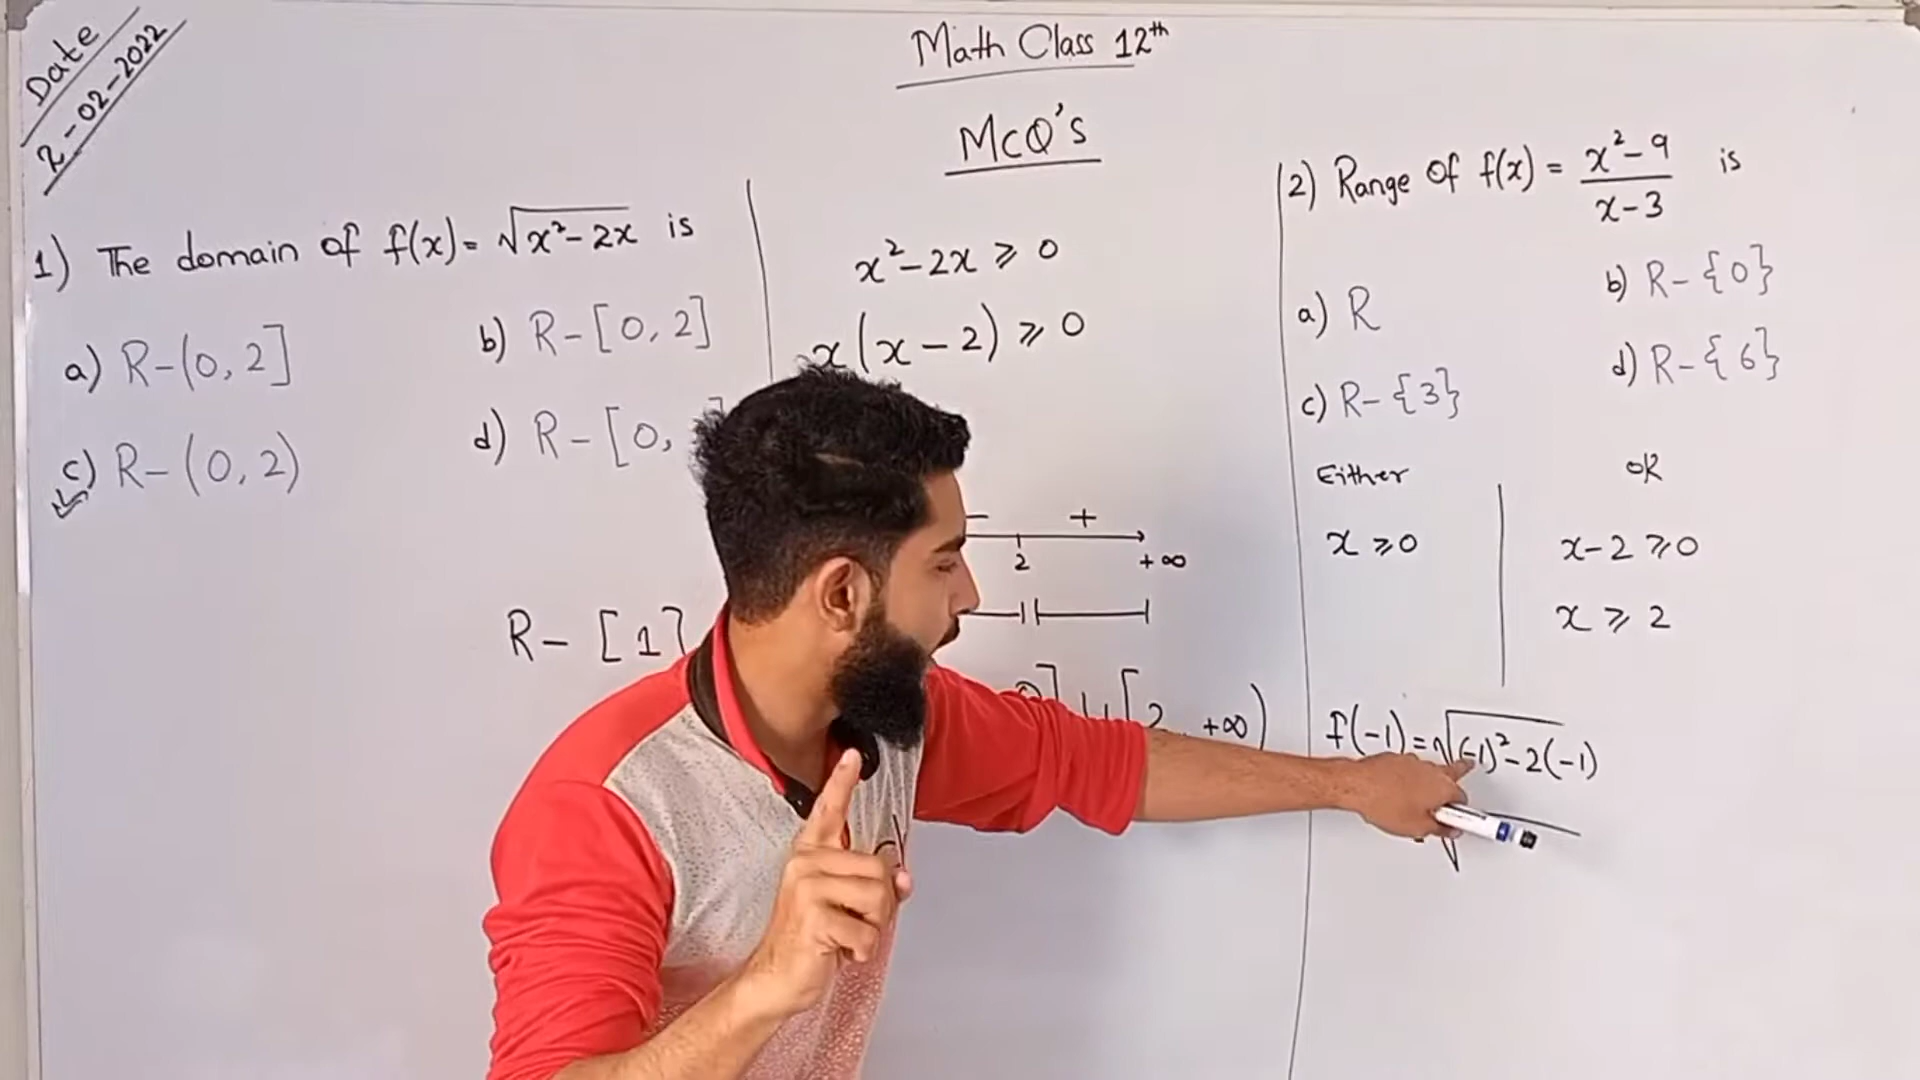 Date
2-02-2022
Math Class 12th
MCQ's
1) The domain of f(x) = √x²-2x is
a) R-(0,2]
b) R-[0,2]
c) R-(0,2)
d) R-[0,
R-[1]
x²-2x ⩾ 0
x(x-2) ⩾ 0
- +
2 +∞
] ∪ [2, +∞)
2) Range of f(x) = x²-9 / x-3 is
a) R
b) R-{0}
c) R-{3}
d) R-{6}
Either OR
x ⩾ 0 x-2 ⩾ 0
x ⩾ 2
f(-1) = √(-1)²-2(-1)